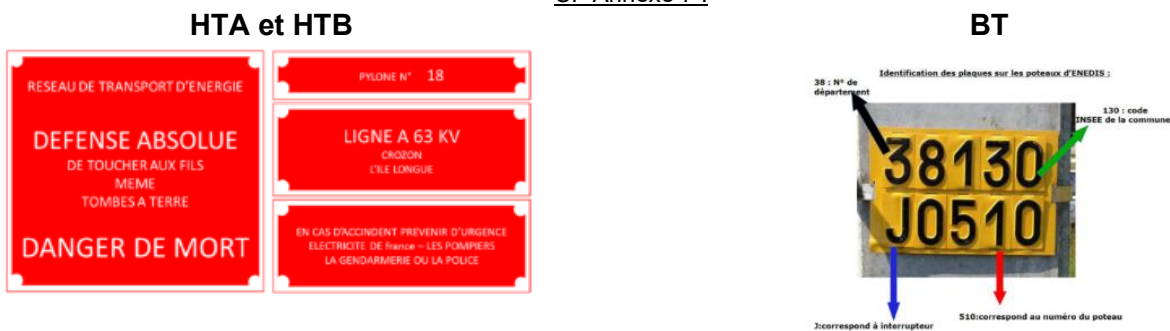 HTA et HTB
BT
RESEAU DE TRANSPORT D'ENERGIE
DEFENSE ABSOLUE
DE TOUCHER AUX FILS
MEME
TOMBES A TERRE
DANGER DE MORT
PYLONE N° 18
LIGNE A 63 KV
CROZON
L'ILE LONGUE
EN CAS D'ACCINDENT PREVENIR D'URGENCE
ELECTRICITE DE france – LES POMPIERS
LA GENDARMERIE OU LA POLICE
Identification des plaques sur les poteaux d'ENEDIS :
38 : N° de
département
130 : code
INSEE de la commune
38130
J0510
J:correspond à interrupteur
510:correspond au numéro du poteau